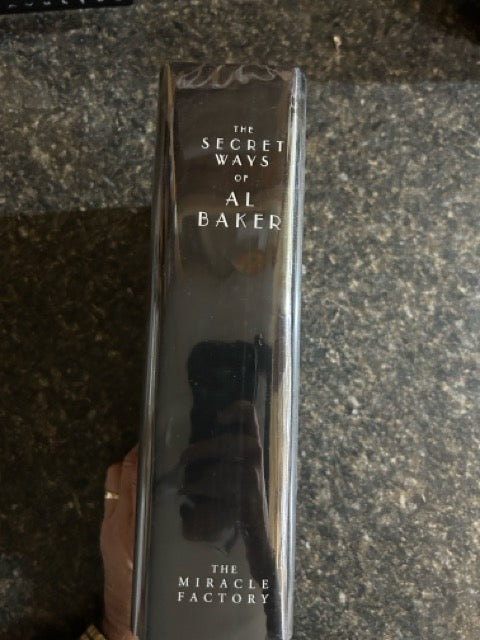 THE
SECRET
WAYS
OF
AL
BAKER
THE
MIRACLE
FACTORY